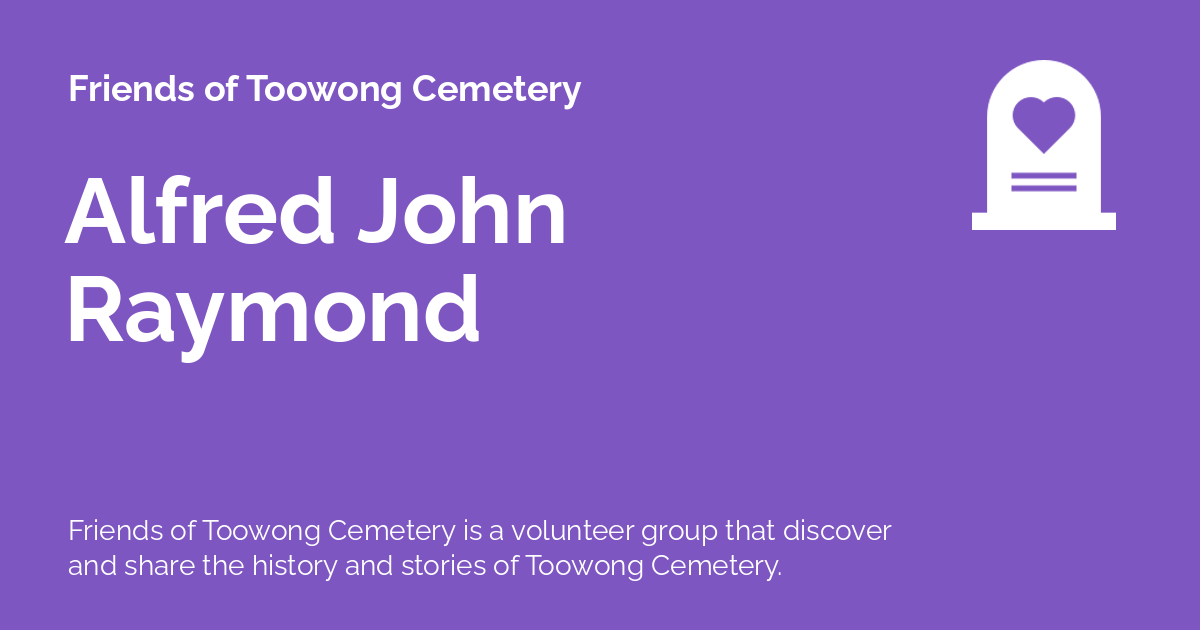 Friends of Toowong Cemetery
Alfred John
Raymond
Friends of Toowong Cemetery is a volunteer group that discover
and share the history and stories of Toowong Cemetery.